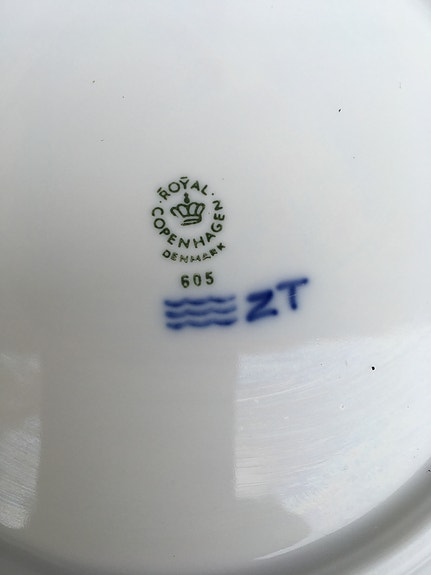 ROYAL
COPENHAGEN
DENMARK
605
ZT